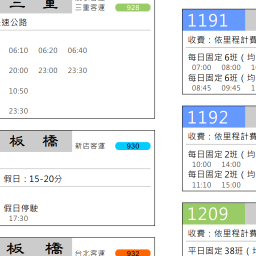 三 重
三重客運 928
速公路
06:10 06:20 06:40
20:00 23:00 23:30
10:50
23:30
板 橋
新店客運 930
假日：15-20分
假日停駛
17:30
板 橋
台北客運 932
1191
收費：依里程計費
每日固定6班（均
07:00 08:00
每日固定6班（均
08:45 09:45
1192
收費：依里程計費
每日固定2班（均
10:00 14:00
每日固定2班（均
11:10 15:00
1209
收費：依里程計費
平日固定38班（均